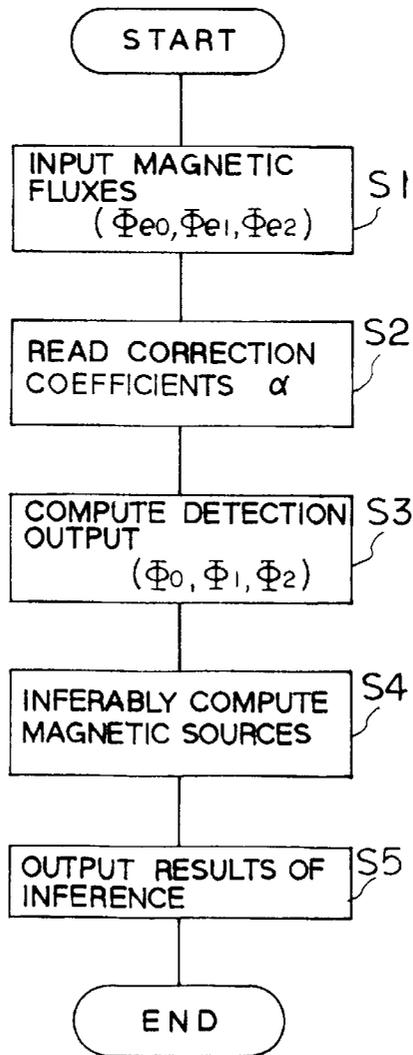 START
INPUT MAGNETIC
FLUXES
(Φe0,Φe1,Φe2)
S1
READ CORRECTION
COEFFICIENTS α
S2
COMPUTE DETECTION
OUTPUT
(Φ0, Φ1, Φ2)
S3
INFERABLY COMPUTE
MAGNETIC SOURCES
S4
OUTPUT RESULTS OF
INFERENCE
S5
END